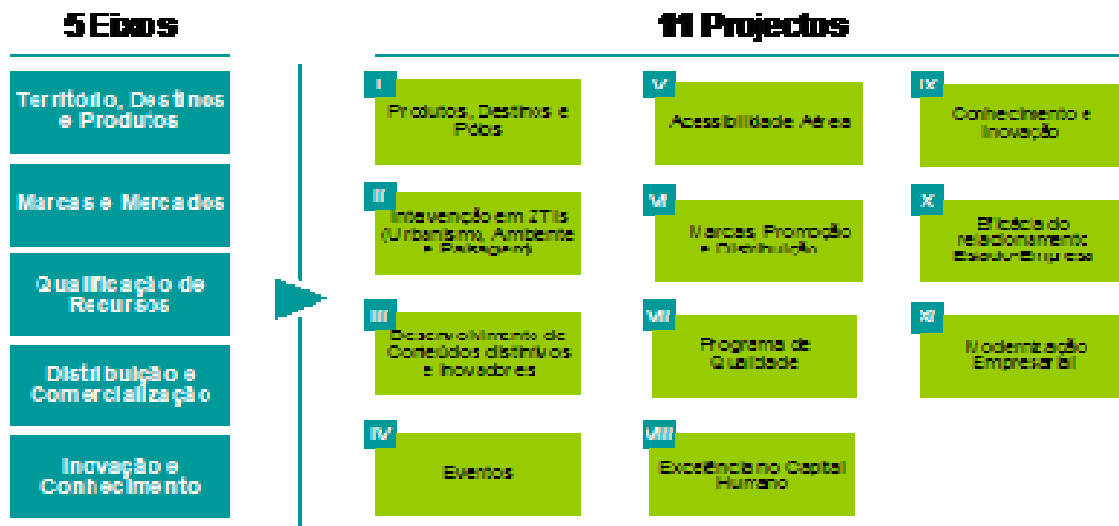 5 Eixos
Território, Destinos
e Produtos
Marcas e Mercados
Qualificação de
Recursos
Distribuição e
Comercialização
Inovação e
Conhecimento
11 Projectos
I
Produtos, Destinos e
Pólos
II
Intervenção em ZTIs
(Urbanismo, Ambiente
e Paisagem)
III
Desenvolvimento de
Conteúdos distintivos
e Inovadores
IV
Eventos
V
Acessibilidade Aérea
VI
Marcas, Promoção
e Distribuição
VII
Programa de
Qualidade
VIII
Excelência no Capital
Humano
IX
Conhecimento e
Inovação
X
Eficácia do
relacionamento
Estado-Empresa
XI
Modernização
Empresarial